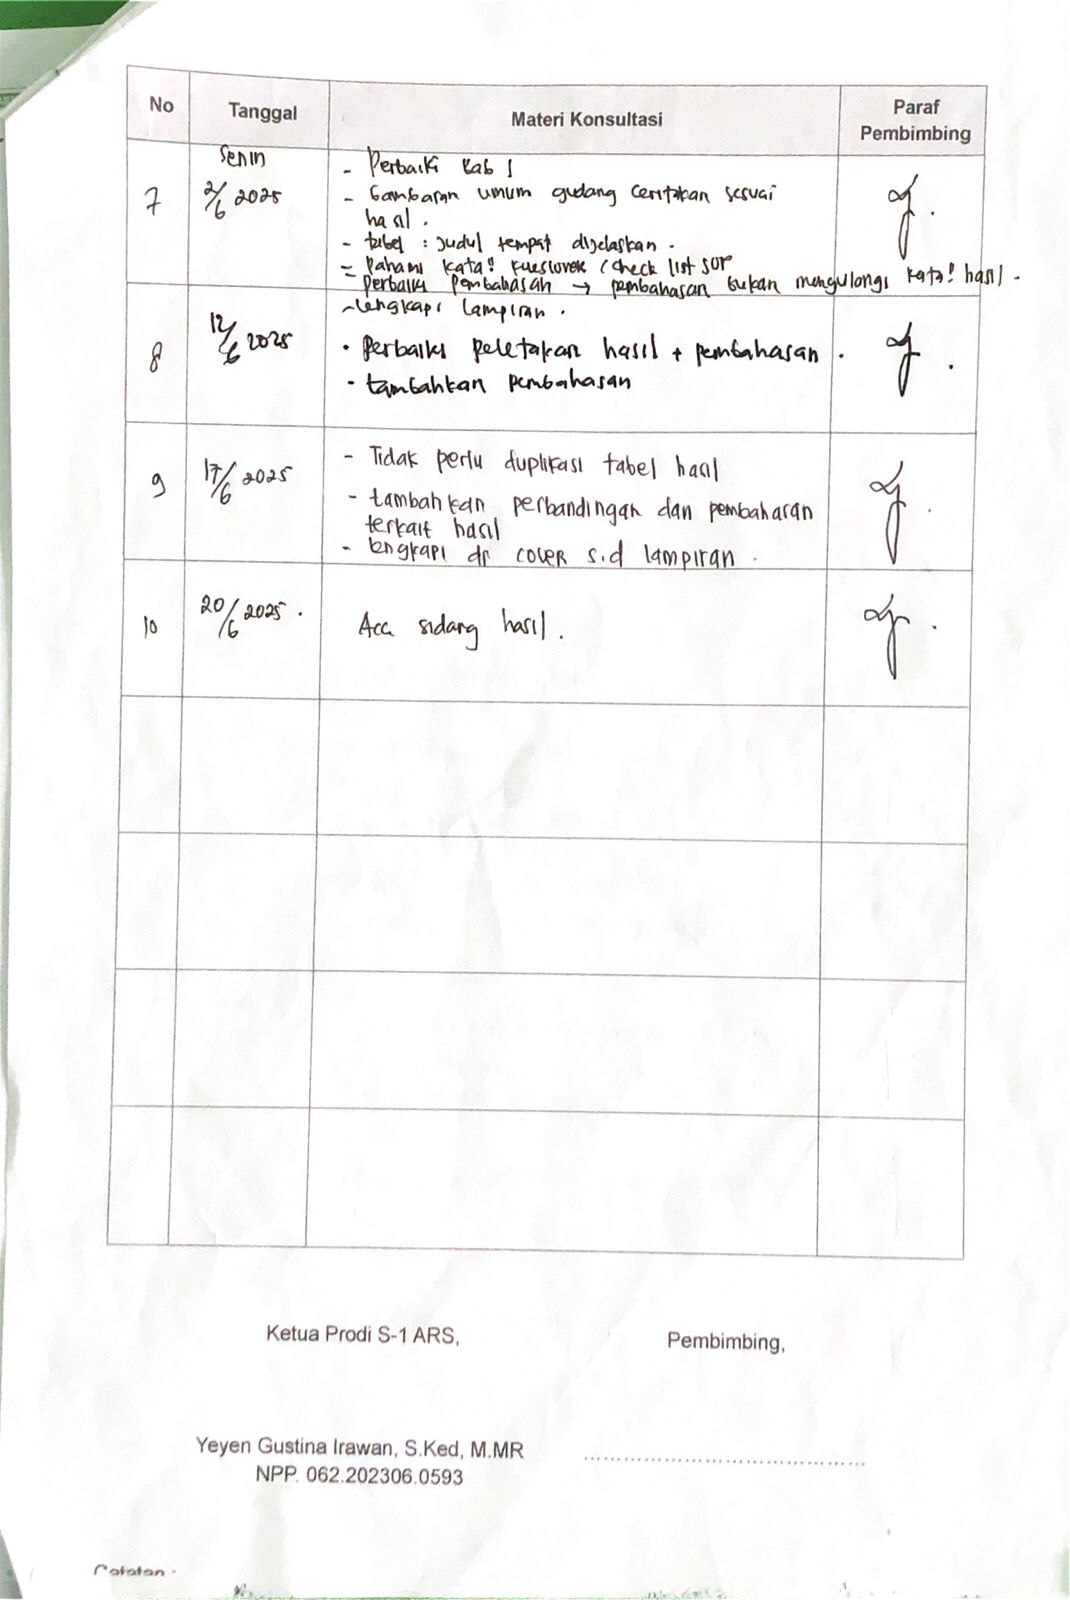 No Tanggal Materi Konsultasi Paraf Pembimbing
7 Senin 2/6 2025
- Perbaiki Bab 1
- Gambaran umum gudang ceritakan sesuai
hasil.
- tabel : Judul tempat dijelaskan.
- Pahami kata! kuesioner / check list SOP
- perbaiki pembahasan → pembahasan bukan mengulongi kata! hasil.
- lengkapi lampiran.
8 12/6 2025
• Perbaiki peletakan hasil + pembahasan.
• tambahkan pembahasan
9 17/6 2025
- Tidak perlu duplikasi tabel hasil
- tambahkan perbandingan dan pembaharan
terkait hasil
- lengkapi dr cover s.d lampiran.
10 20/6 2025. Acc sidang hasil.
Ketua Prodi S-1 ARS,
Pembimbing,
Yeyen Gustina Irawan, S.Ked, M.MR
NPP. 062.202306.0593
Catatan